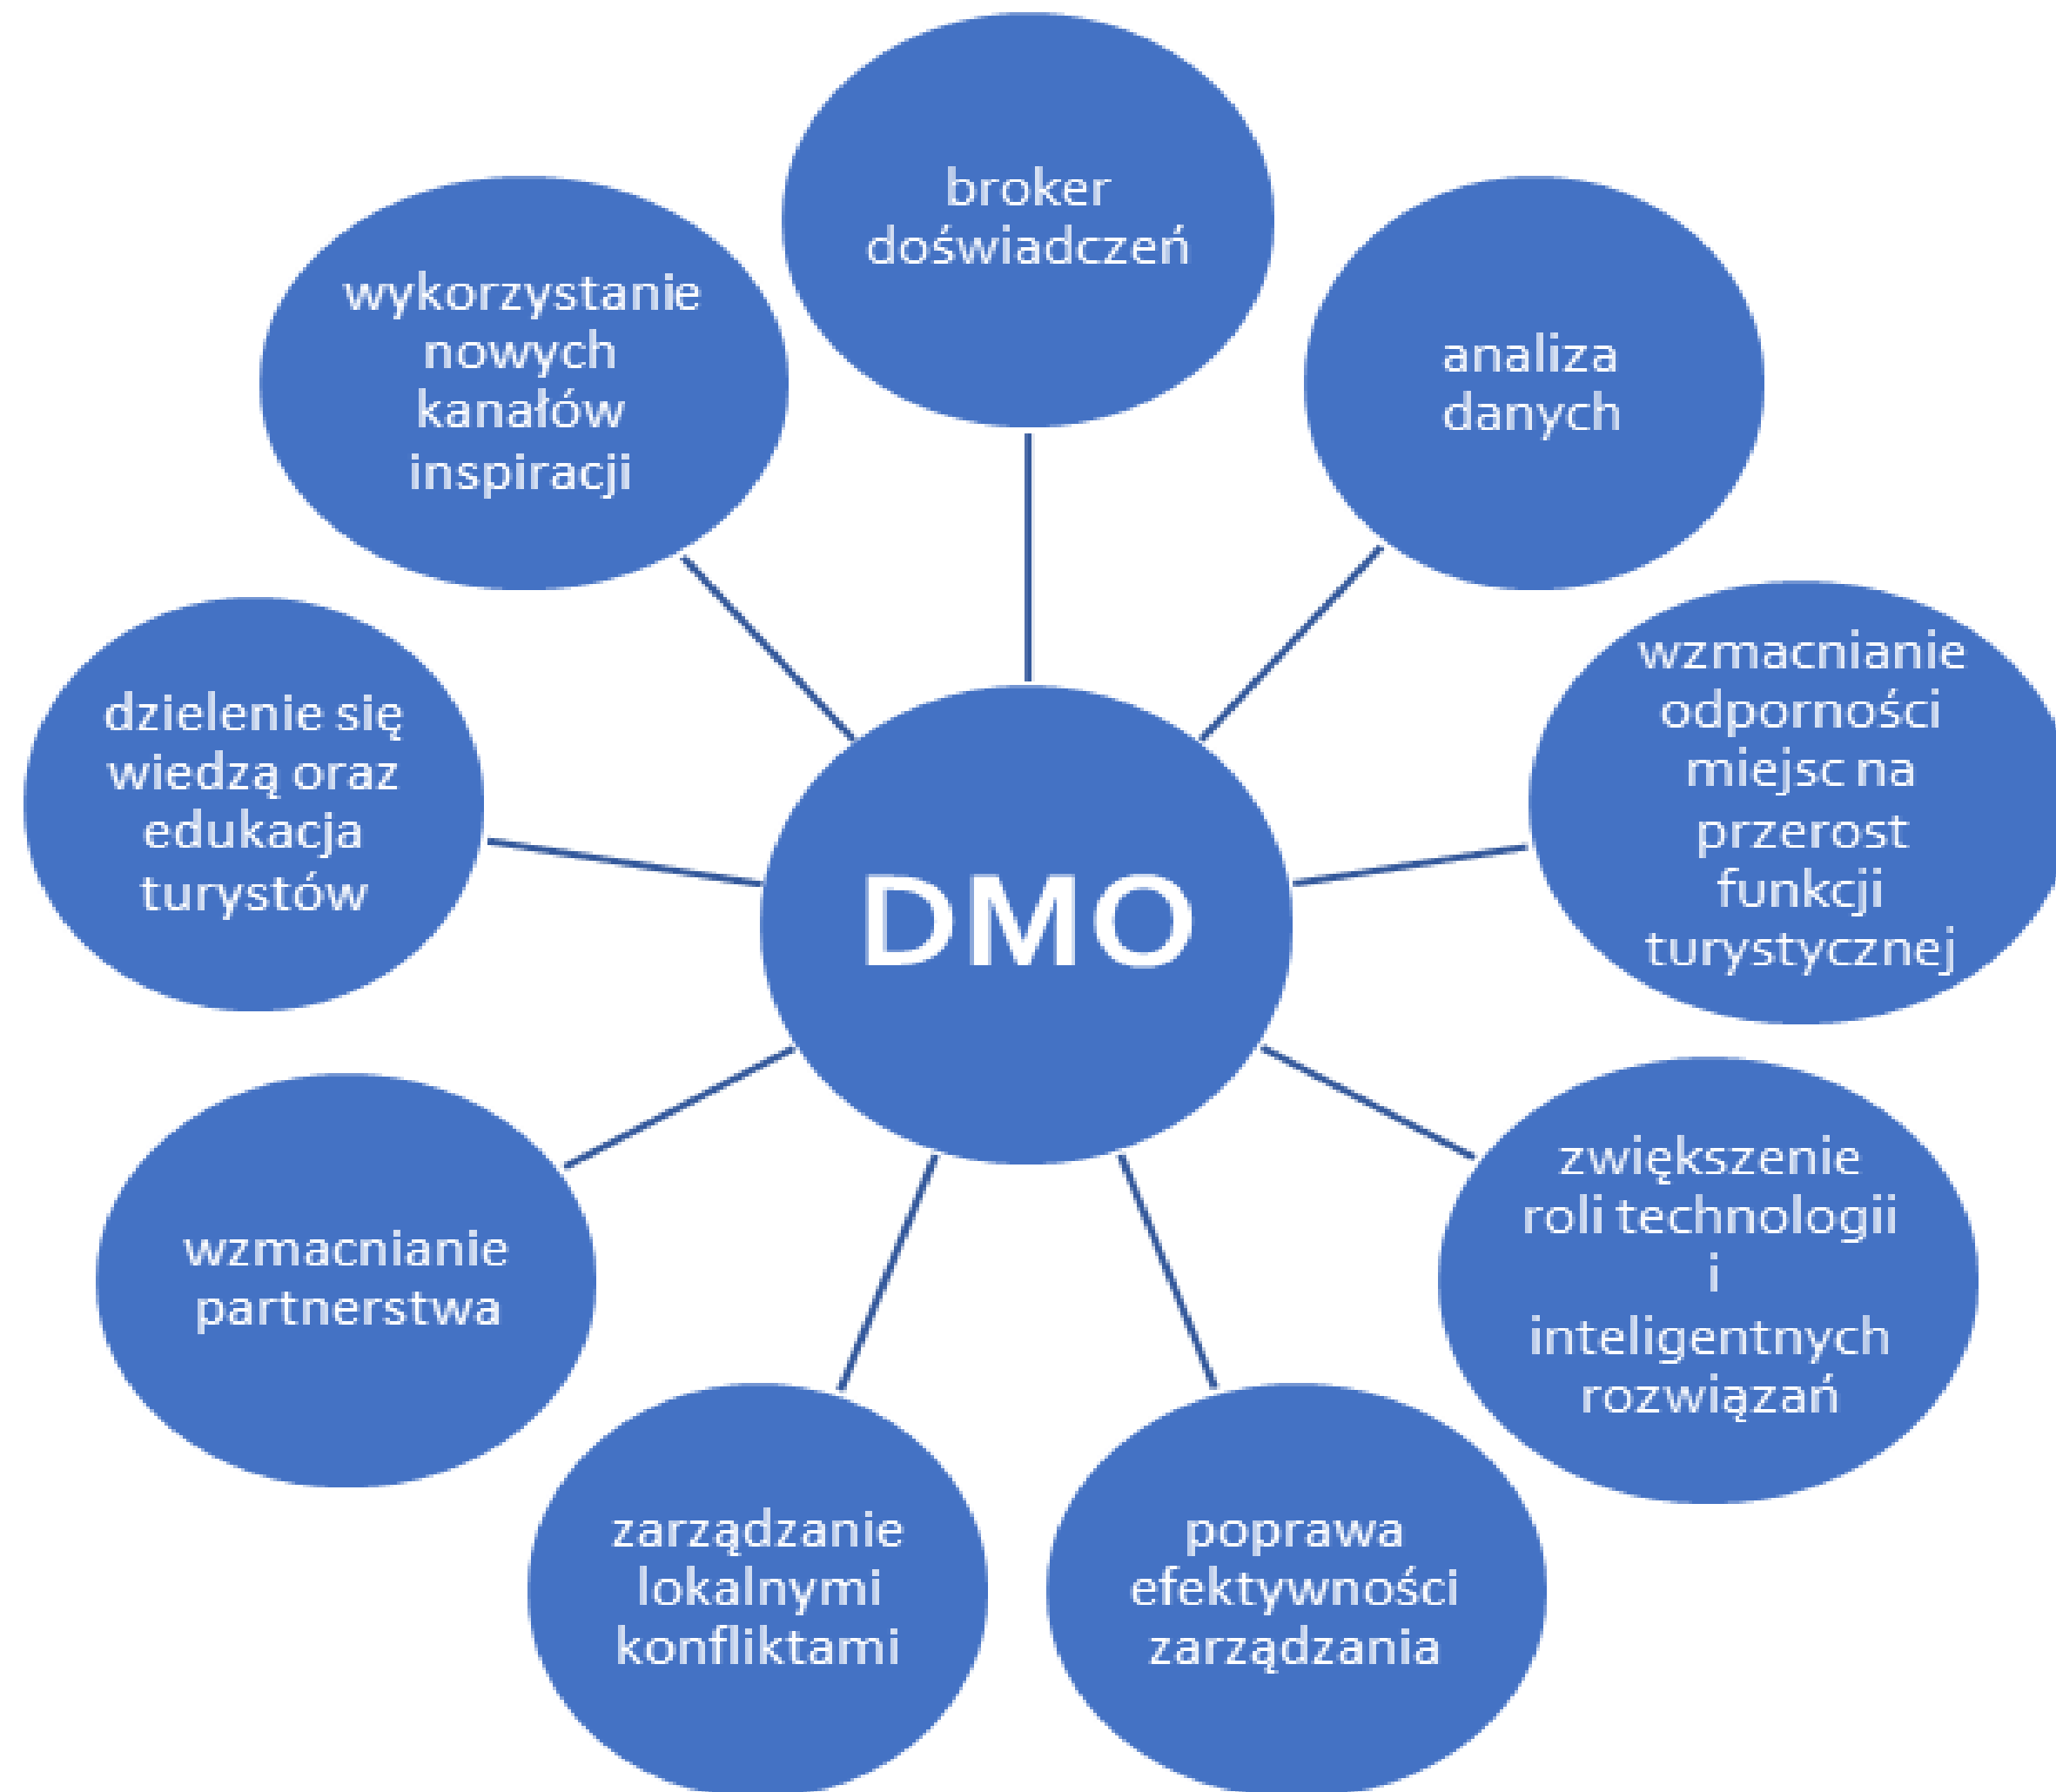 broker
doświadczeń
analiza
danych
wzmacnianie
odporności
miejsc na
przerost
funkcji
turystycznej
zwiększenie
roli technologii
i
inteligentnych
rozwiązań
poprawa
efektywności
zarządzania
zarządzanie
lokalnymi
konfliktami
wzmacnianie
partnerstwa
dzielenie się
wiedzą oraz
edukacja
turystów
wykorzystanie
nowych
kanałów
inspiracji
DMO